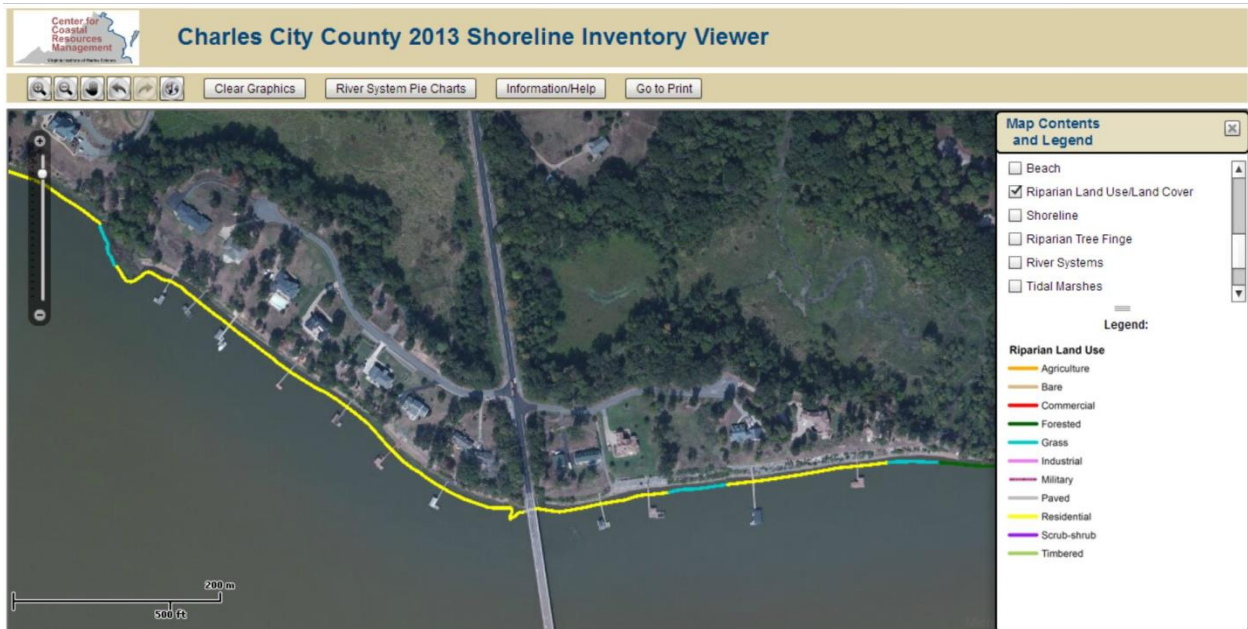 Center for
Coastal
Resources
Management
Charles City County 2013 Shoreline Inventory Viewer
Clear Graphics
River System Pie Charts
Information/Help
Go to Print
Map Contents
and Legend
Beach
Riparian Land Use/Land Cover
Shoreline
Riparian Tree Finge
River Systems
Tidal Marshes
Legend:
Riparian Land Use
Agriculture
Bare
Commercial
Forested
Grass
Industrial
Military
Paved
Residential
Scrub-shrub
Timbered
200 m
500 ft